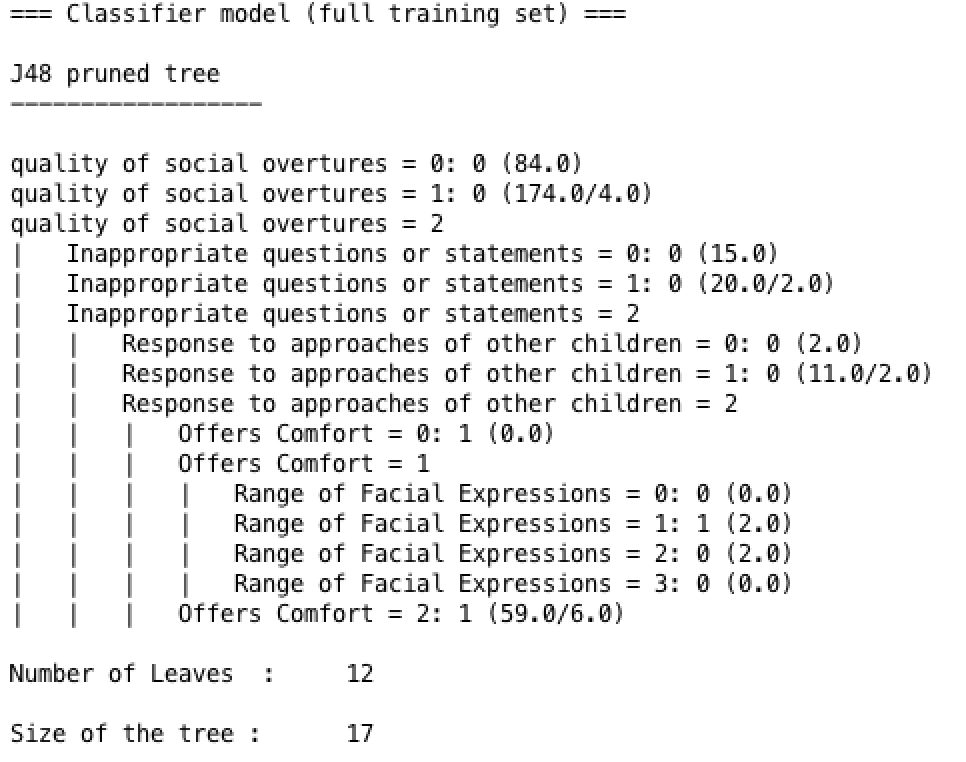 === Classifier model (full training set) ===
J48 pruned tree
------------------
quality of social overtures = 0: 0 (84.0)
quality of social overtures = 1: 0 (174.0/4.0)
quality of social overtures = 2
|   Inappropriate questions or statements = 0: 0 (15.0)
|   Inappropriate questions or statements = 1: 0 (20.0/2.0)
|   Inappropriate questions or statements = 2
|   |   Response to approaches of other children = 0: 0 (2.0)
|   |   Response to approaches of other children = 1: 0 (11.0/2.0)
|   |   Response to approaches of other children = 2
|   |   |   Offers Comfort = 0: 1 (0.0)
|   |   |   Offers Comfort = 1
|   |   |   |   Range of Facial Expressions = 0: 0 (0.0)
|   |   |   |   Range of Facial Expressions = 1: 1 (2.0)
|   |   |   |   Range of Facial Expressions = 2: 0 (2.0)
|   |   |   |   Range of Facial Expressions = 3: 0 (0.0)
|   |   |   Offers Comfort = 2: 1 (59.0/6.0)
Number of Leaves  :     12
Size of the tree :      17